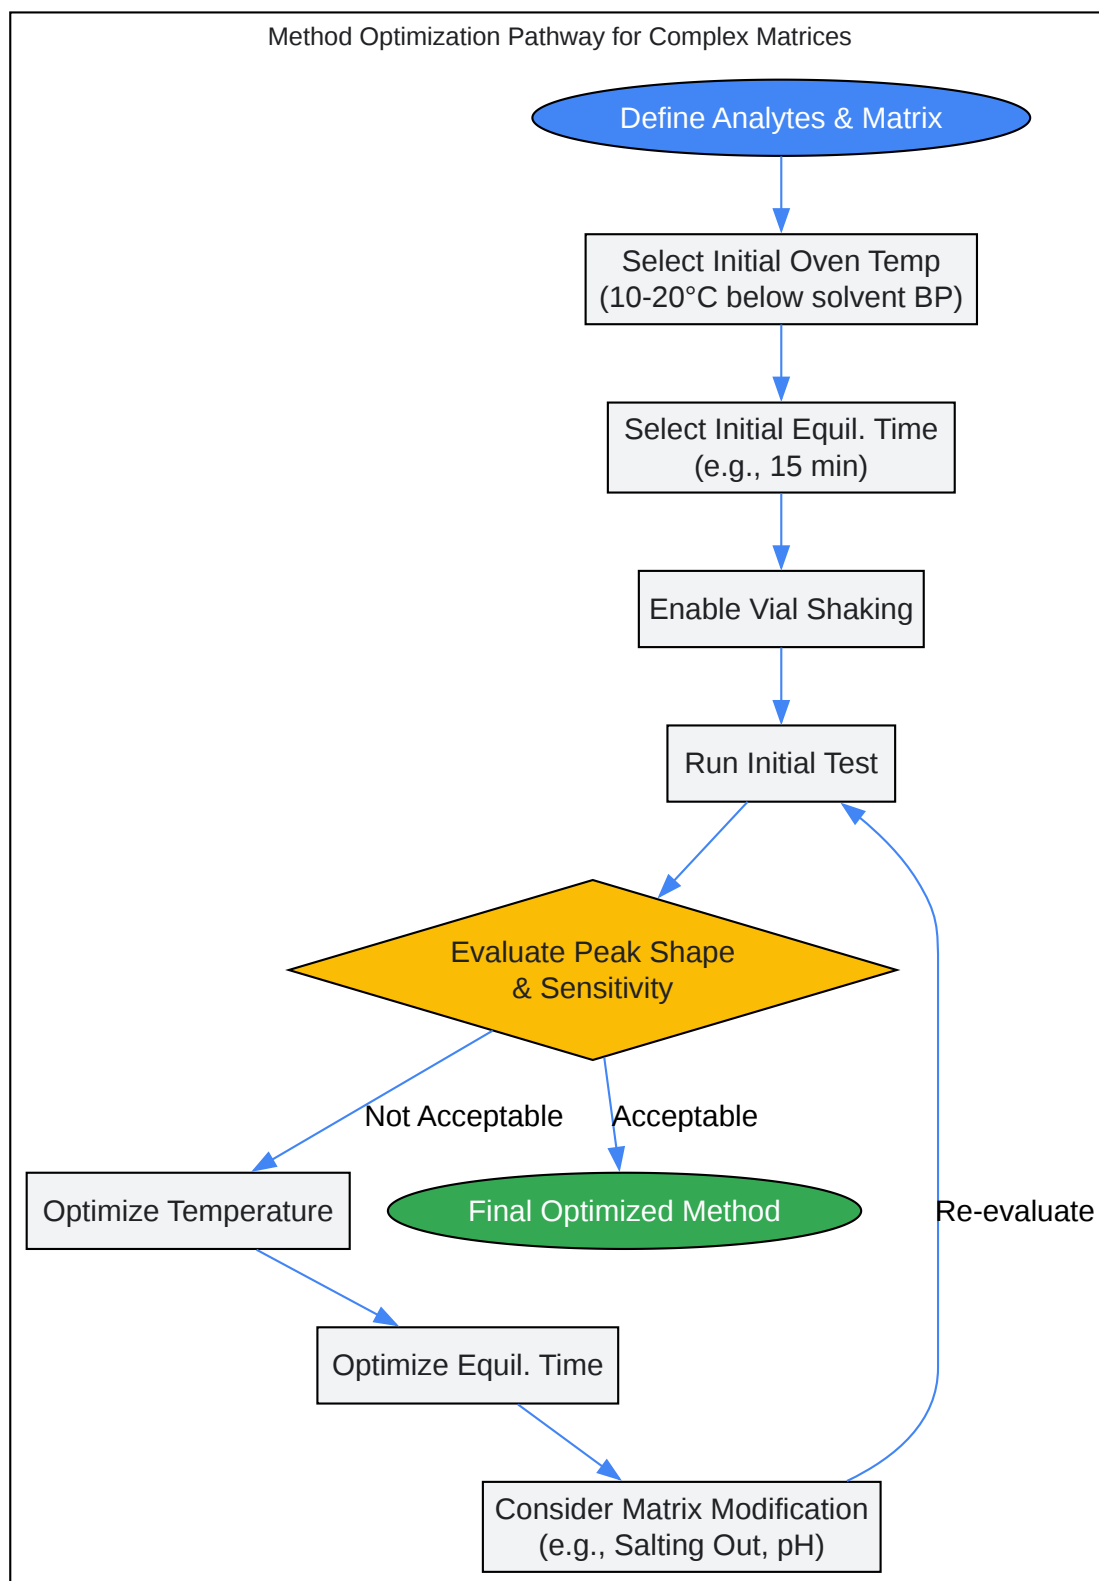 Method Optimization Pathway for Complex Matrices
Define Analytes & Matrix
Select Initial Oven Temp
(10-20°C below solvent BP)
Select Initial Equil. Time
(e.g., 15 min)
Enable Vial Shaking
Run Initial Test
Evaluate Peak Shape
& Sensitivity
Not Acceptable
Acceptable
Optimize Temperature
Final Optimized Method
Re-evaluate
Optimize Equil. Time
Consider Matrix Modification
(e.g., Salting Out, pH)